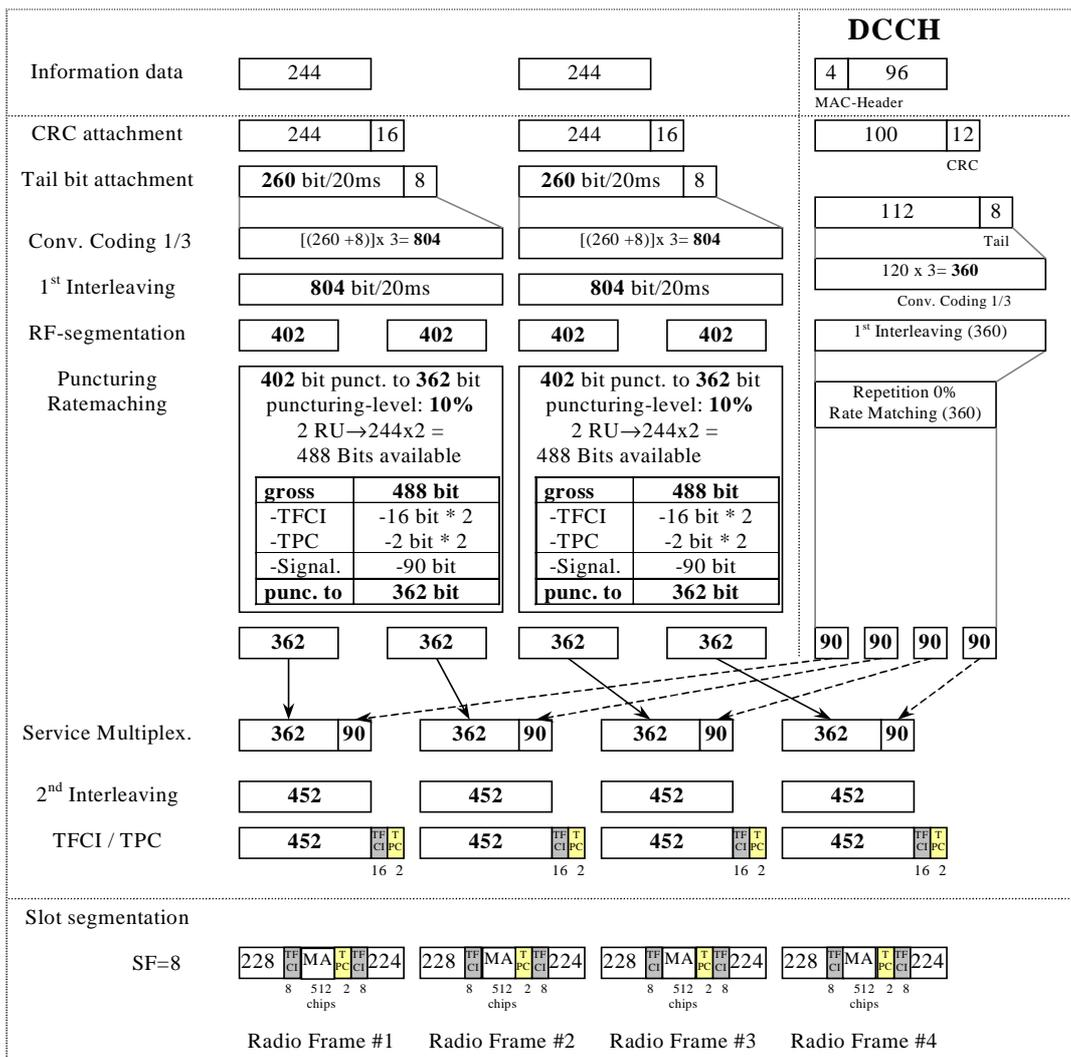 DCCH
Information data 244 244 4 96
MAC-Header
CRC attachment 244 16 244 16 100 12
CRC
Tail bit attachment 260 bit/20ms 8 260 bit/20ms 8
112 8
Tail
Conv. Coding 1/3 [(260 +8)]x 3= 804 [(260 +8)]x 3= 804
120 x 3= 360
Conv. Coding 1/3
1st Interleaving 804 bit/20ms 804 bit/20ms
RF-segmentation 402 402 402 402 1st Interleaving (360)
Puncturing
Ratemaching
402 bit punct. to 362 bit
puncturing-level: 10%
2 RU→244x2 =
488 Bits available
gross 488 bit
-TFCI -16 bit * 2
-TPC -2 bit * 2
-Signal. -90 bit
punc. to 362 bit
402 bit punct. to 362 bit
puncturing-level: 10%
2 RU→244x2 =
488 Bits available
gross 488 bit
-TFCI -16 bit * 2
-TPC -2 bit * 2
-Signal. -90 bit
punc. to 362 bit
Repetition 0%
Rate Matching (360)
362 362 362 362 90 90 90 90
Service Multiplex. 362 90 362 90 362 90 362 90
2nd Interleaving 452 452 452 452
TFCI / TPC 452 TF CI T PC 452 TF CI T PC 452 TF CI T PC 452 TF CI T PC
16 2 16 2 16 2 16 2
Slot segmentation
SF=8 228 TF CI MA T PC TF CI 224 228 TF CI MA T PC TF CI 224 228 TF CI MA T PC TF CI 224 228 TF CI MA T PC TF CI 224
8 512 2 8 8 512 2 8 8 512 2 8 8 512 2 8
chips chips chips chips
Radio Frame #1 Radio Frame #2 Radio Frame #3 Radio Frame #4